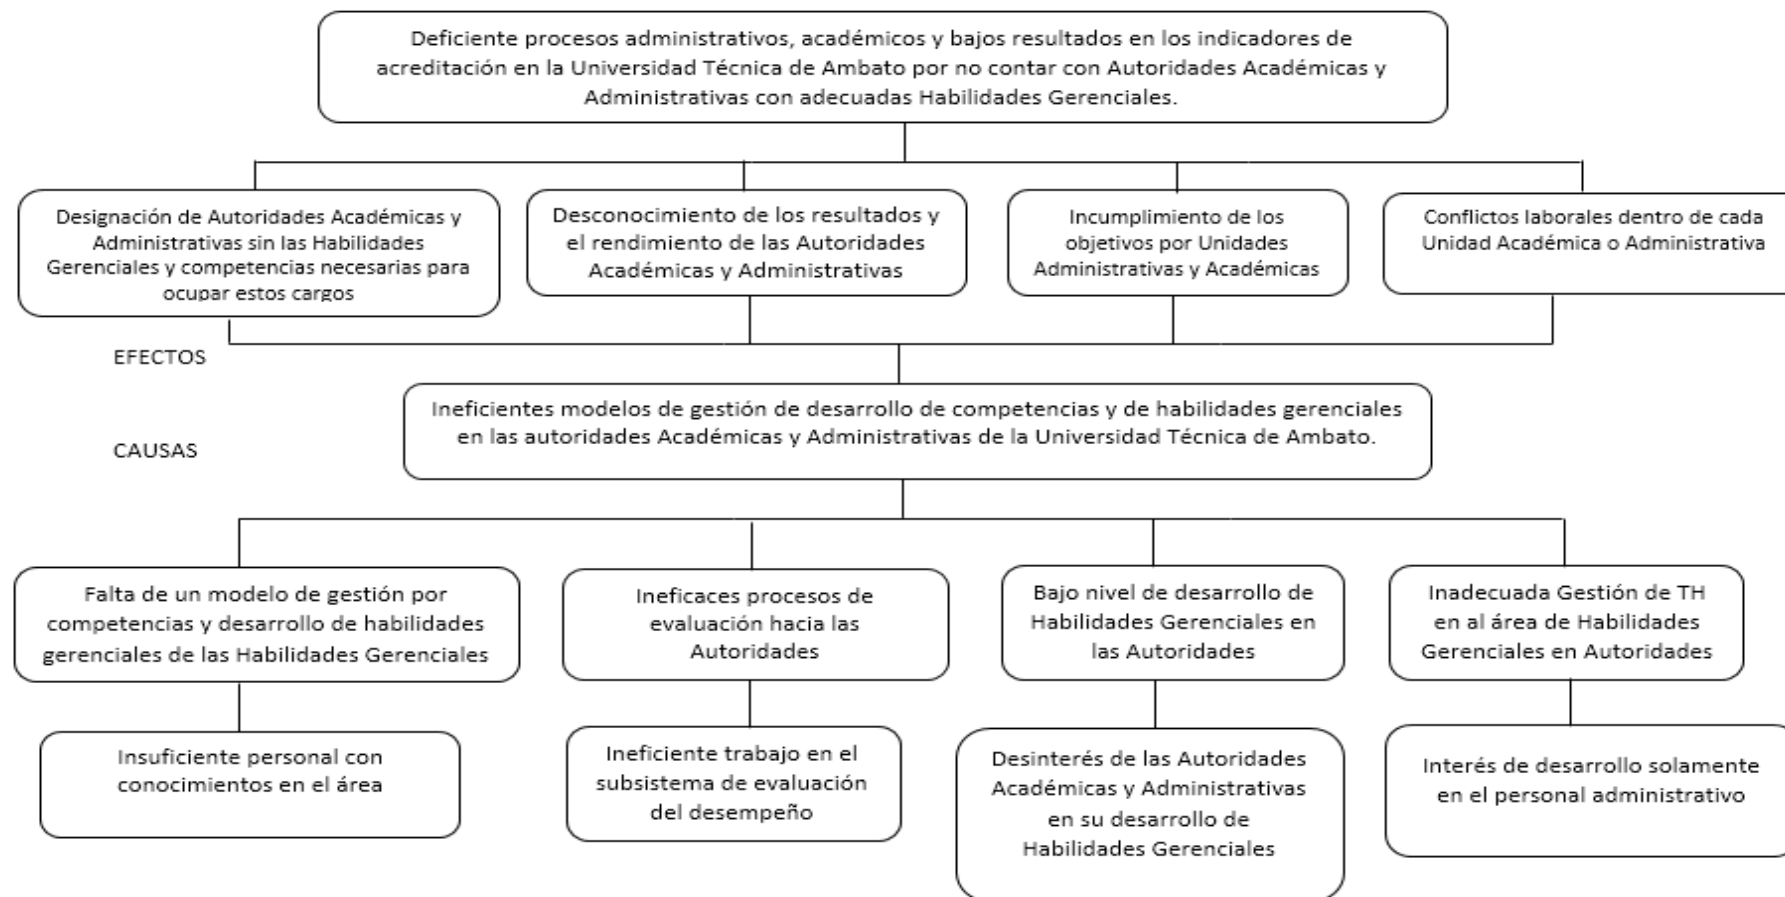 Deficiente procesos administrativos, académicos y bajos resultados en los indicadores de
acreditación en la Universidad Técnica de Ambato por no contar con Autoridades Académicas y
Administrativas con adecuadas Habilidades Gerenciales.
Designación de Autoridades Académicas y
Administrativas sin las Habilidades
Gerenciales y competencias necesarias para
ocupar estos cargos
Desconocimiento de los resultados y
el rendimiento de las Autoridades
Académicas y Administrativas
Incumplimiento de los
objetivos por Unidades
Administrativas y Académicas
Conflictos laborales dentro de cada
Unidad Académica o Administrativa
EFECTOS
Ineficientes modelos de gestión de desarrollo de competencias y de habilidades gerenciales
en las autoridades Académicas y Administrativas de la Universidad Técnica de Ambato.
CAUSAS
Falta de un modelo de gestión por
competencias y desarrollo de habilidades
gerenciales de las Habilidades Gerenciales
Ineficaces procesos de
evaluación hacia las
Autoridades
Bajo nivel de desarrollo de
Habilidades Gerenciales en
las Autoridades
Inadecuada Gestión de TH
en al área de Habilidades
Gerenciales en Autoridades
Insuficiente personal con
conocimientos en el área
Ineficiente trabajo en el
subsistema de evaluación
del desempeño
Desinterés de las Autoridades
Académicas y Administrativas
en su desarrollo de
Habilidades Gerenciales
Interés de desarrollo solamente
en el personal administrativo